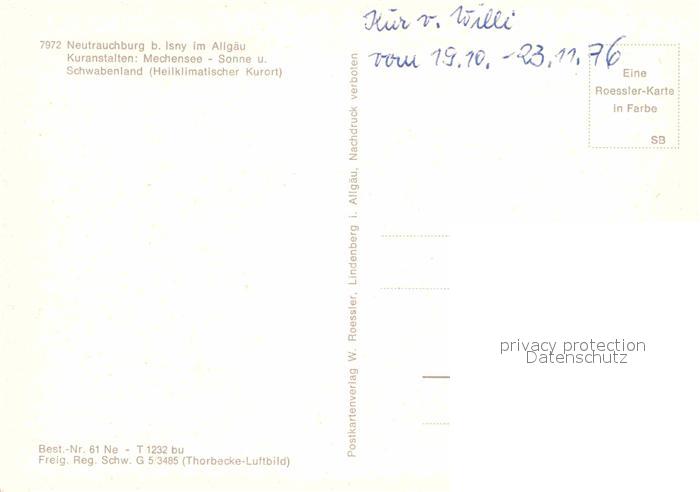 Kur v. Willi
vom 19.10. - 23.11.76
7972 Neutrauchburg b. Isny im Allgäu
Kuranstalten: Mechensee - Sonne u.
Schwabenland (Heilklimatischer Kurort)
Eine
Roessler-Karte
in Farbe
SB
Postkartenverlag W. Roessler, Lindenberg i. Allgäu, Nachdruck verboten
privacy protection
Datenschutz
Best.-Nr. 61 Ne - T 1232 bu
Freig. Reg. Schw. G 5/3485 (Thorbecke-Luftbild)